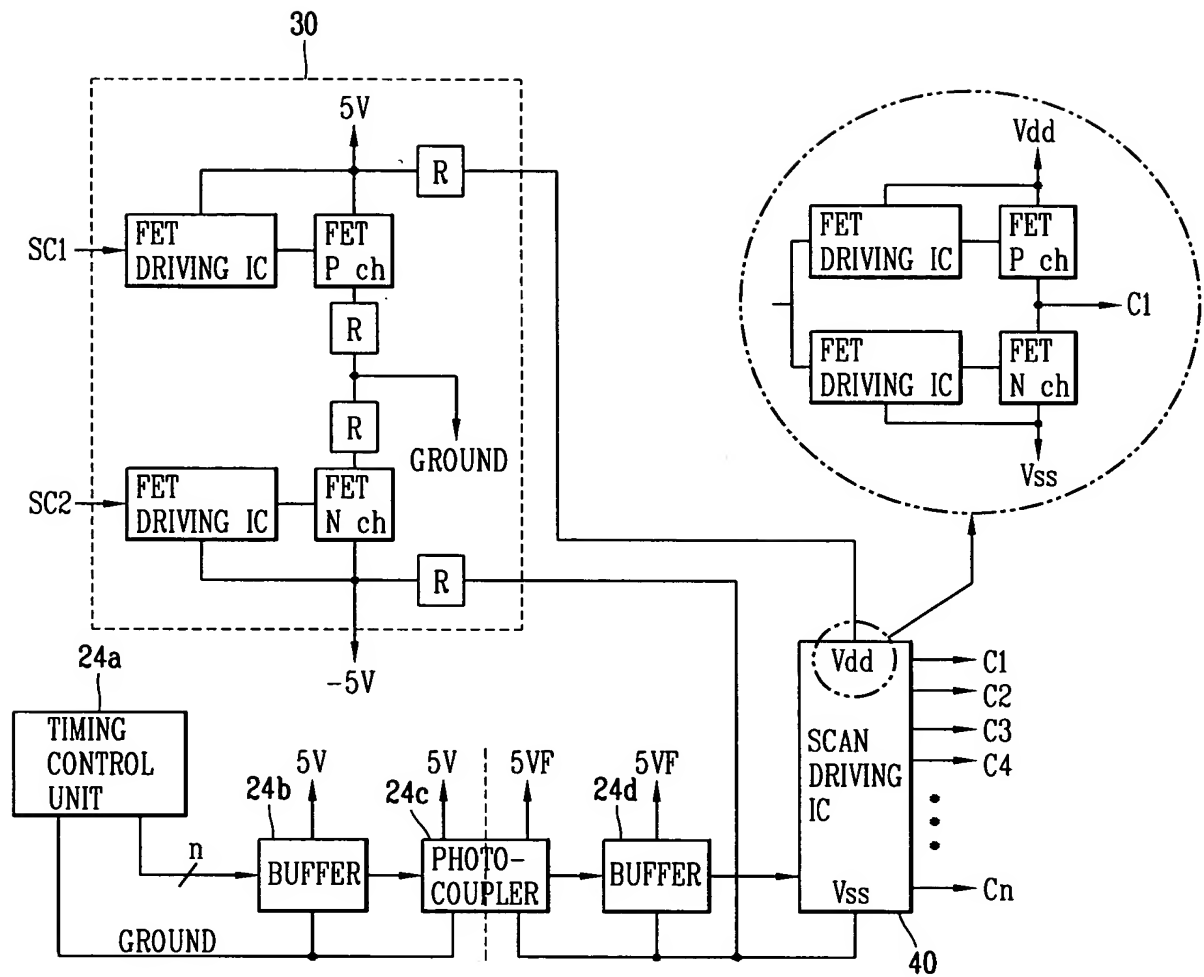 30
5V
R
SC1
FET
DRIVING IC
FET
P ch
R
R
GROUND
SC2
FET
DRIVING IC
FET
N ch
R
-5V
Vdd
FET
DRIVING IC
FET
P ch
C1
FET
DRIVING IC
FET
N ch
Vss
24a
TIMING
CONTROL
UNIT
n
24b
5V
BUFFER
24c
5V
5VF
PHOTO-
COUPLER
24d
5VF
BUFFER
GROUND
Vdd
SCAN
DRIVING
IC
Vss
40
C1
C2
C3
C4
Cn